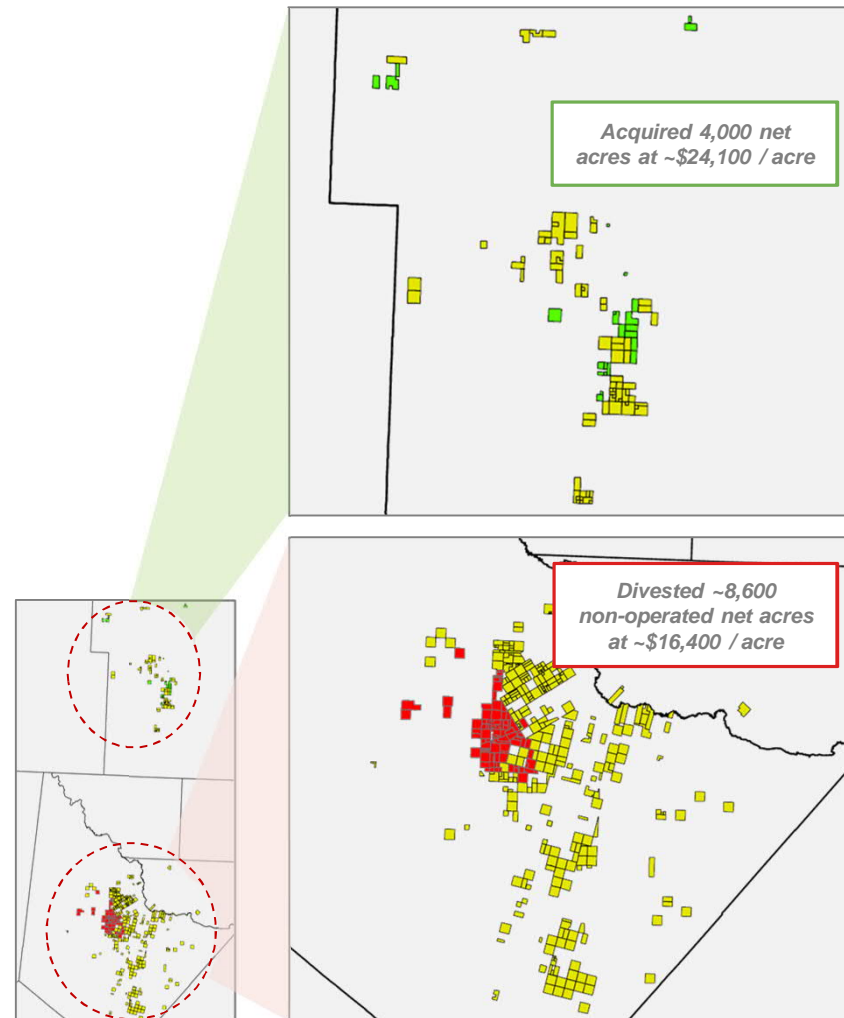 Acquired 4,000 net
acres at ~$24,100 / acre
Divested ~8,600
non-operated net acres
at ~$16,400 / acre